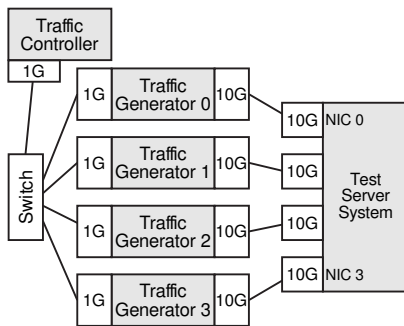 Traffic
Controller
1G
1G
Traffic
Generator 0
10G
10G
NIC 0
1G
Traffic
Generator 1
10G
10G
Switch
Test
Server
System
1G
Traffic
Generator 2
10G
10G
1G
Traffic
Generator 3
10G
10G
NIC 3